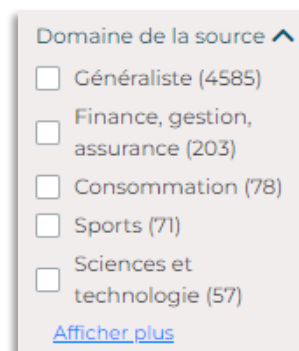 Domaine de la source
Généraliste (4585)
Finance, gestion,
assurance (203)
Consommation (78)
Sports (71)
Sciences et
technologie (57)
Afficher plus